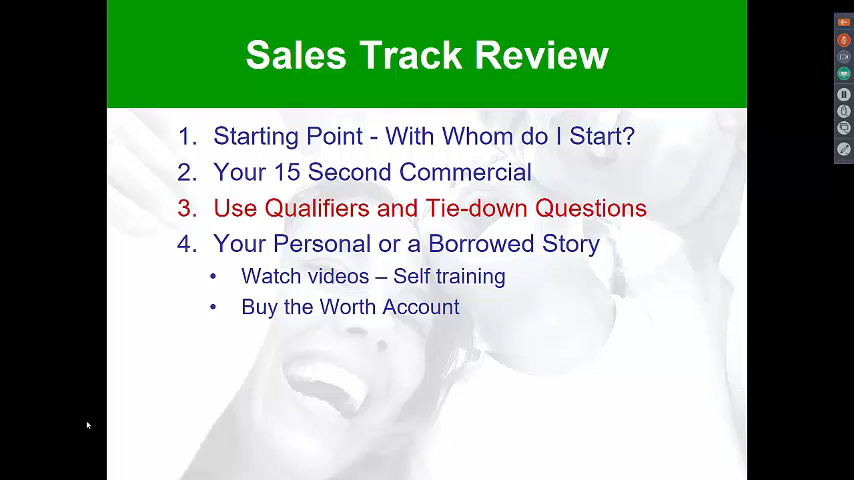 Sales Track Review
1. Starting Point - With Whom do I Start?
2. Your 15 Second Commercial
3. Use Qualifiers and Tie-down Questions
4. Your Personal or a Borrowed Story
• Watch videos – Self training
• Buy the Worth Account